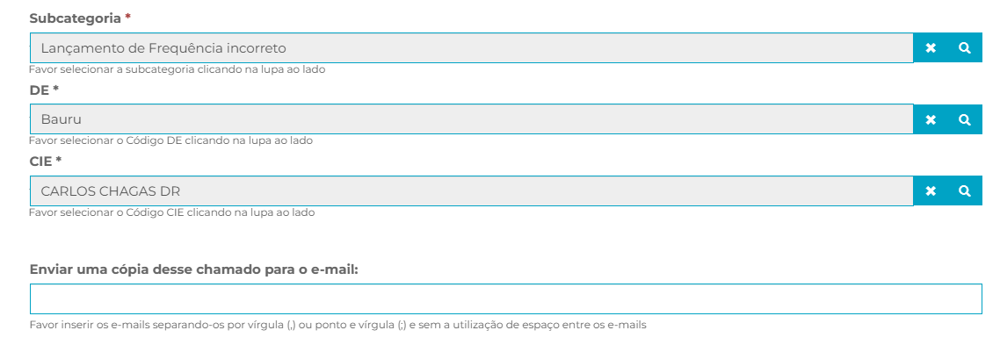 Subcategoria *
Lançamento de Frequência incorreto
Favor selecionar a subcategoria clicando na lupa ao lado
DE *
Bauru
Favor selecionar o Código DE clicando na lupa ao lado
CIE *
CARLOS CHAGAS DR
Favor selecionar o Código CIE clicando na lupa ao lado
Enviar uma cópia desse chamado para o e-mail:
Favor inserir os e-mails separando-os por vírgula (,) ou ponto e vírgula (;) e sem a utilização de espaço entre os e-mails